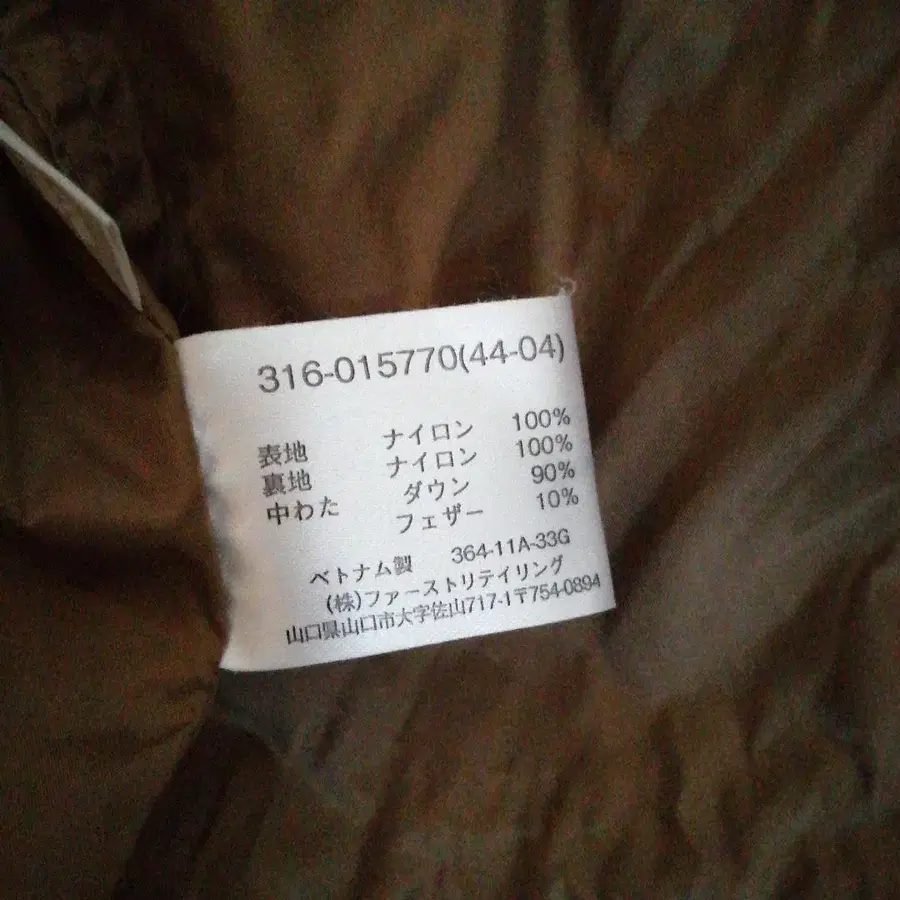 316-015770(44-04)
表地 ナイロン 100%
裏地 ナイロン 100%
中わた ダウン 90%
フェザー 10%
ベトナム製 364-11A-33G
(株)ファーストリテイリング
山口県山口市大字佐山717-1〒754-0894